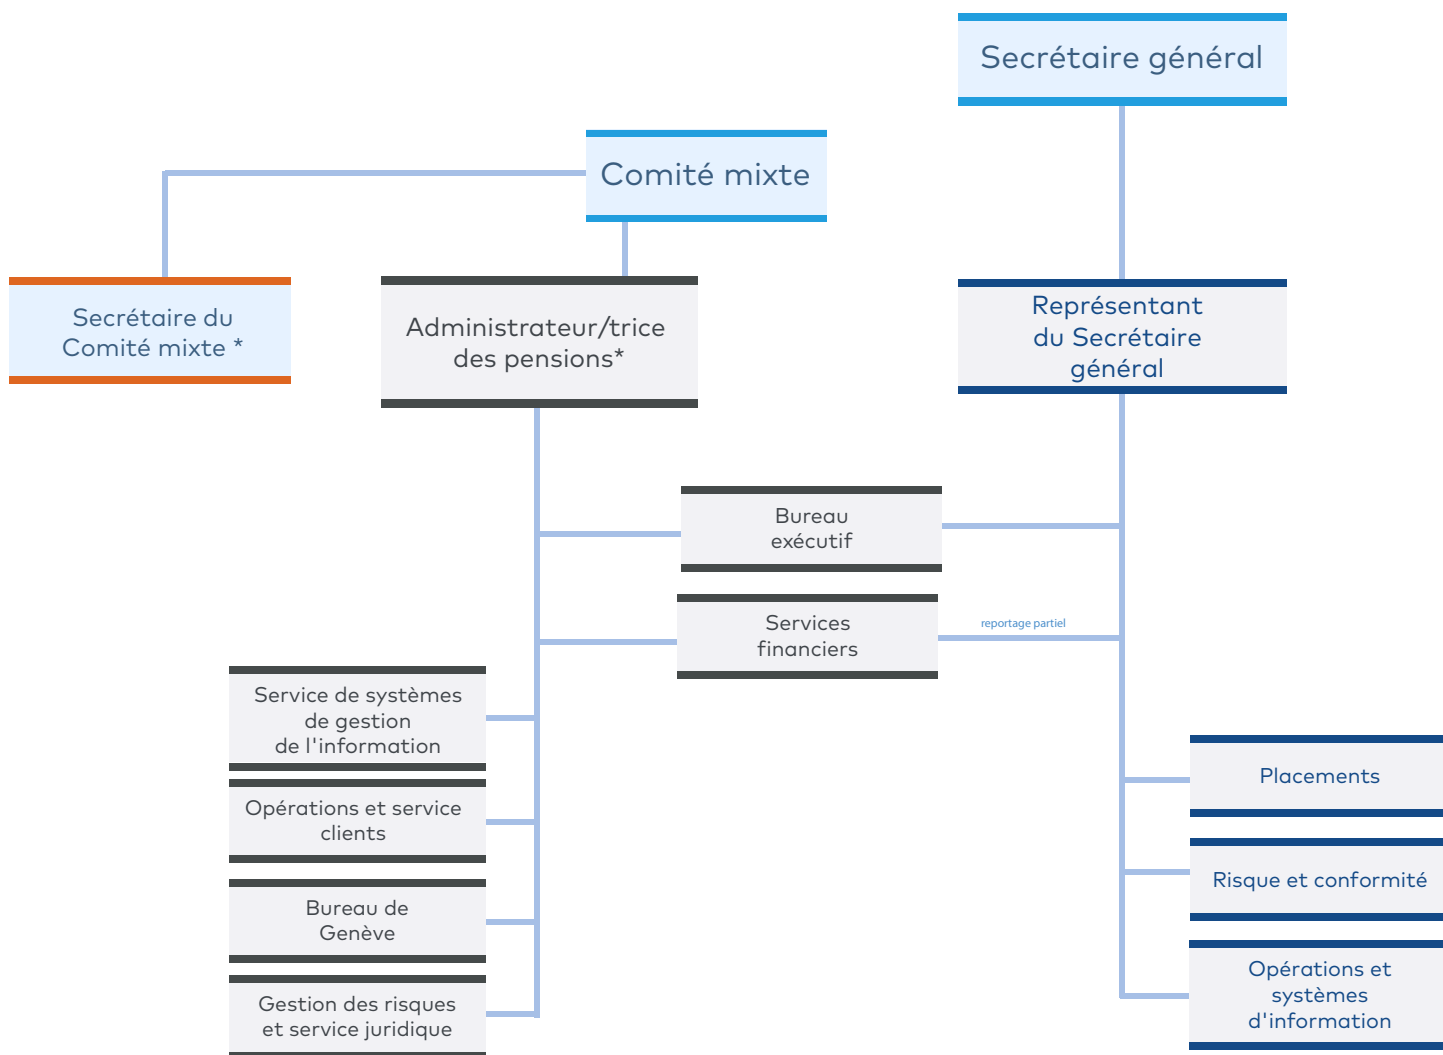 Secrétaire général
Comité mixte
Secrétaire du
Comité mixte *
Administrateur/trice
des pensions*
Représentant
du Secrétaire
général
Bureau
exécutif
Services
financiers
reportage partiel
Service de systèmes
de gestion
de l'information
Opérations et service
clients
Bureau de
Genève
Gestion des risques
et service juridique
Placements
Risque et conformité
Opérations et
systèmes
d'information